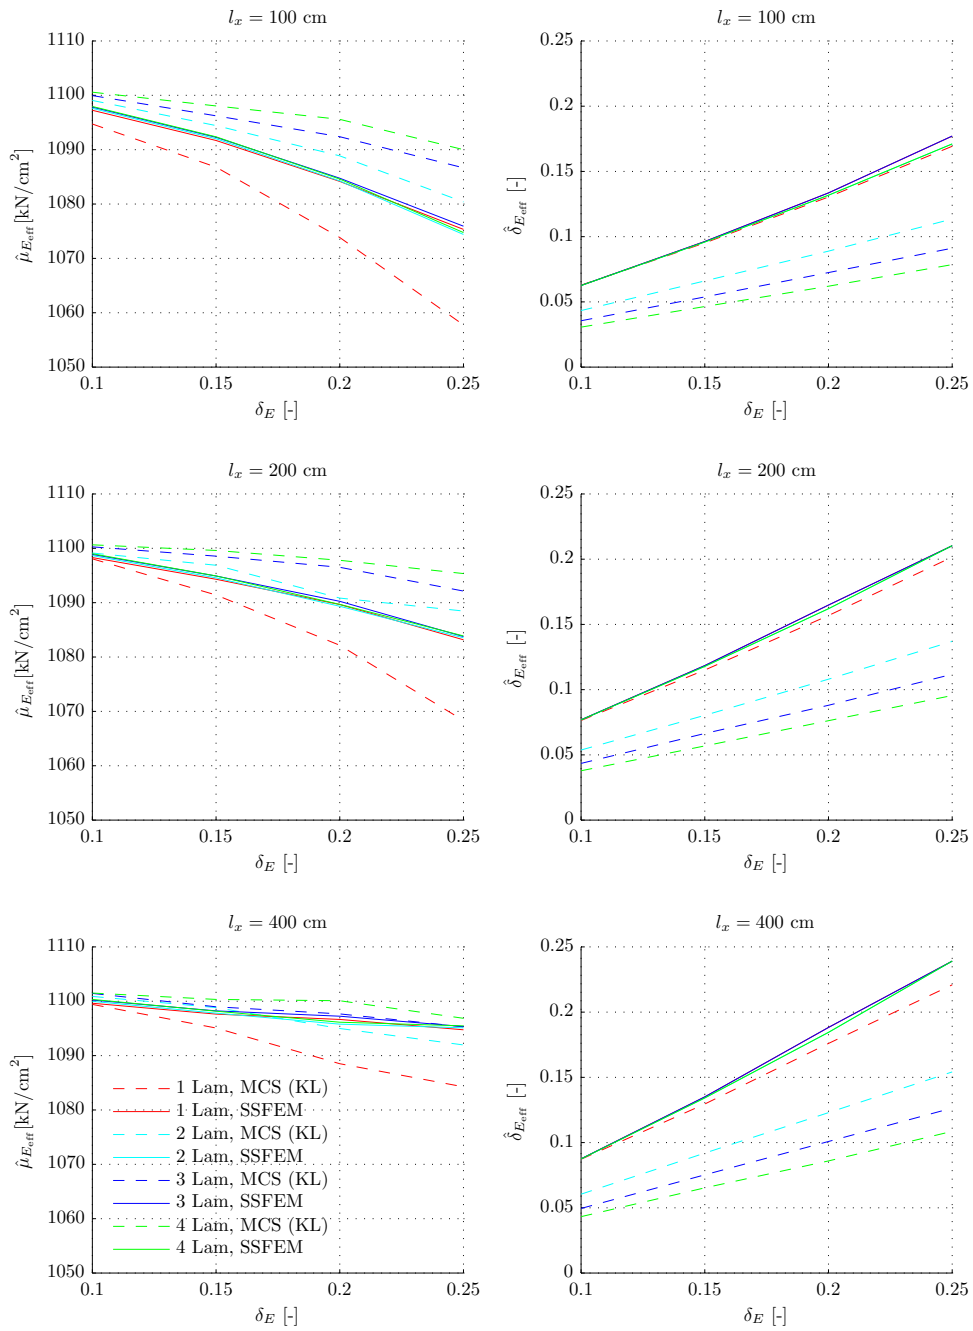 l_x = 100 cm
1110
1100
1090
1080
1070
1060
1050
0.1 0.15 0.2 0.25
δ_E [-]
μ̂_{E_eff}[kN/cm²]
l_x = 100 cm
0.25
0.2
0.15
0.1
0.05
0
0.1 0.15 0.2 0.25
δ_E [-]
δ̂_{E_eff} [-]
l_x = 200 cm
1110
1100
1090
1080
1070
1060
1050
0.1 0.15 0.2 0.25
δ_E [-]
μ̂_{E_eff}[kN/cm²]
l_x = 200 cm
0.25
0.2
0.15
0.1
0.05
0
0.1 0.15 0.2 0.25
δ_E [-]
δ̂_{E_eff} [-]
l_x = 400 cm
1110
1100
1090
1080
1070
1060
1050
0.1 0.15 0.2 0.25
δ_E [-]
μ̂_{E_eff}[kN/cm²]
1 Lam, MCS (KL)
1 Lam, SSFEM
2 Lam, MCS (KL)
2 Lam, SSFEM
3 Lam, MCS (KL)
3 Lam, SSFEM
4 Lam, MCS (KL)
4 Lam, SSFEM
l_x = 400 cm
0.25
0.2
0.15
0.1
0.05
0
0.1 0.15 0.2 0.25
δ_E [-]
δ̂_{E_eff} [-]